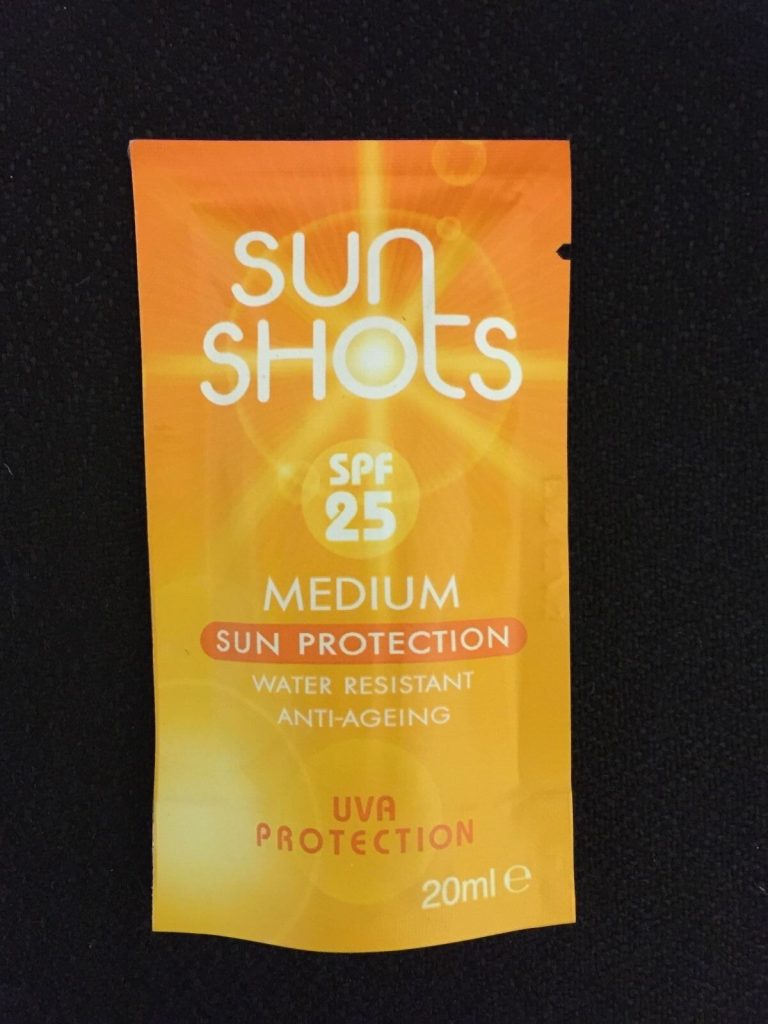 sun
SHOtS
SPF
25
MEDIUM
SUN PROTECTION
WATER RESISTANT
ANTI-AGEING
UVA
PROTECTION
20ml ℮